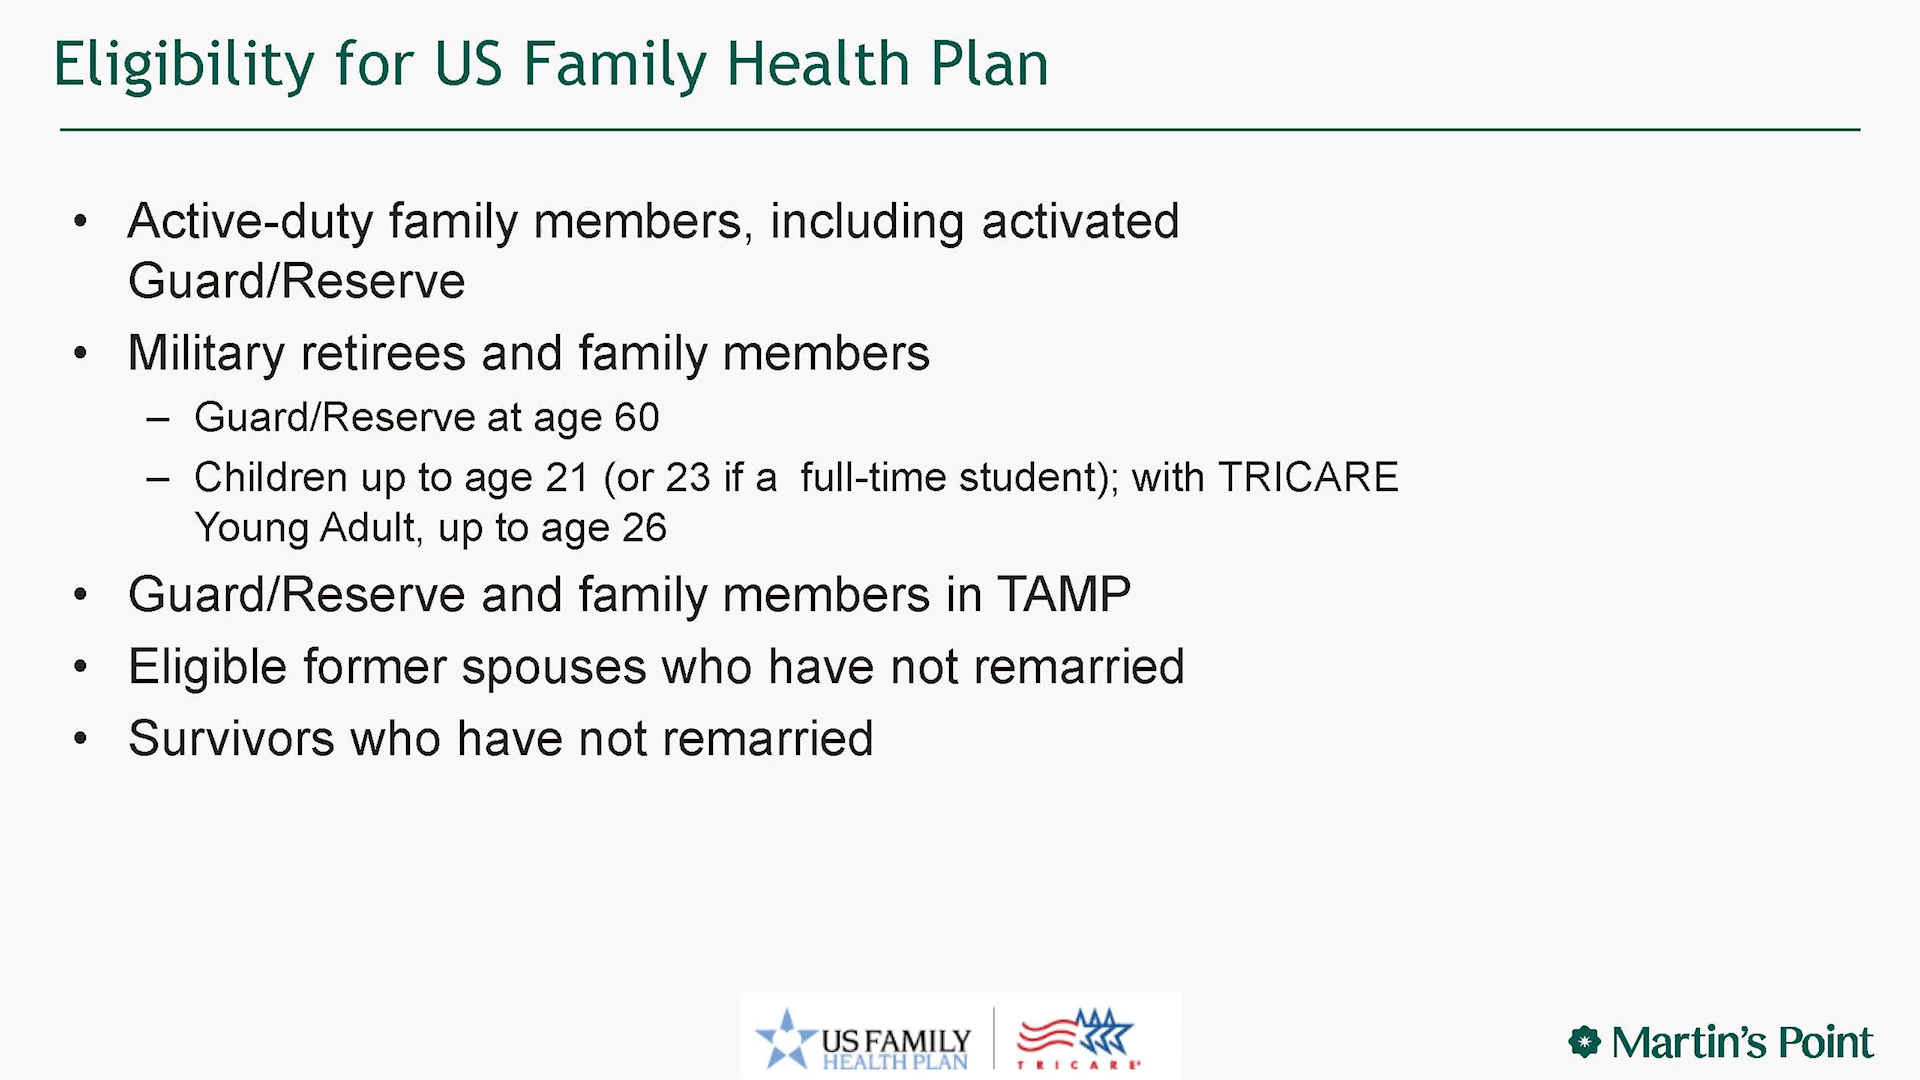 Eligibility for US Family Health Plan
• Active-duty family members, including activated
Guard/Reserve
• Military retirees and family members
– Guard/Reserve at age 60
– Children up to age 21 (or 23 if a  full-time student); with TRICARE
Young Adult, up to age 26
• Guard/Reserve and family members in TAMP
• Eligible former spouses who have not remarried
• Survivors who have not remarried
US FAMILY
HEALTH PLAN
TRICARE®
Martin's Point